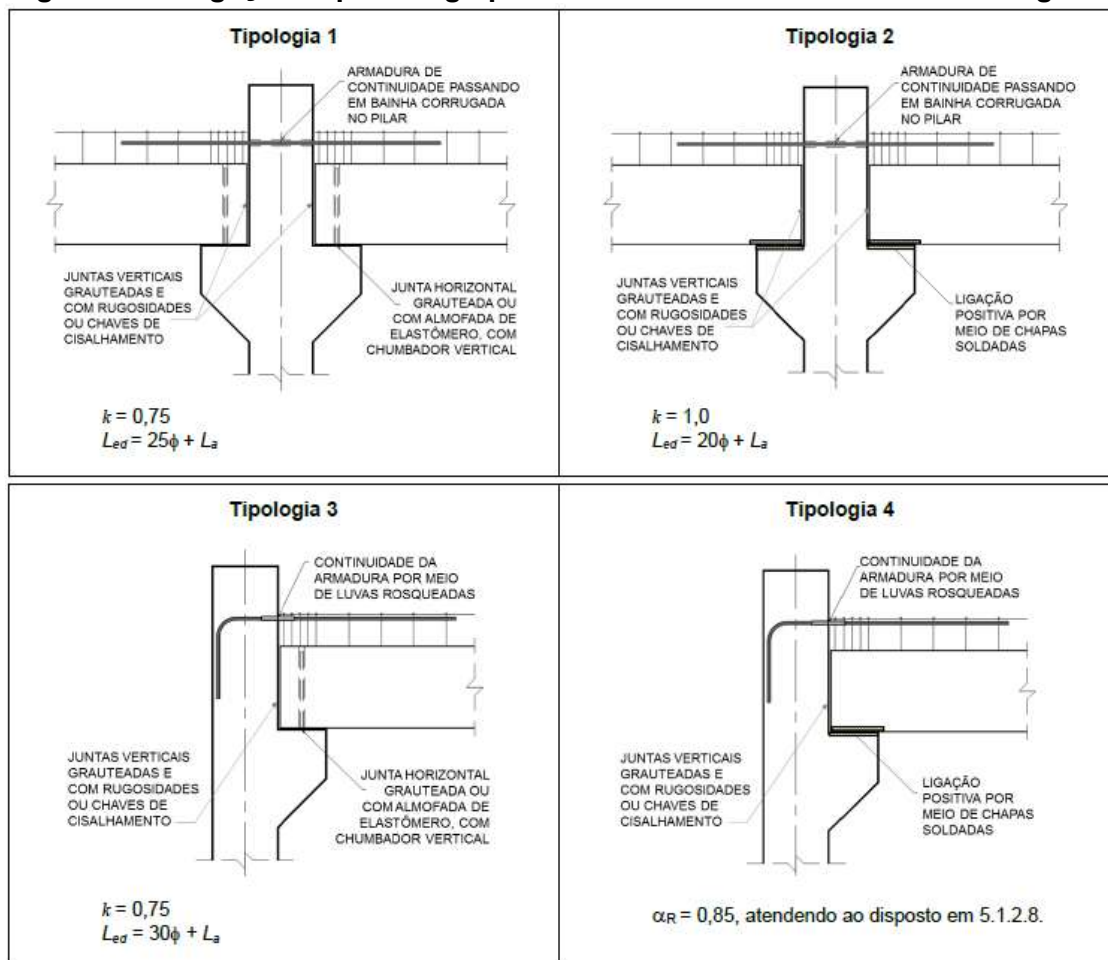 Tipologia 1
ARMADURA DE
CONTINUIDADE PASSANDO
EM BAINHA CORRUGADA
NO PILAR
JUNTAS VERTICAIS
GRAUTEADAS E
COM RUGOSIDADES
OU CHAVES DE
CISALHAMENTO
JUNTA HORIZONTAL
GRAUTEADA OU
COM ALMOFADA DE
ELASTÔMERO, COM
CHUMBADOR VERTICAL
k = 0,75
Led = 25ϕ + La
Tipologia 2
ARMADURA DE
CONTINUIDADE PASSANDO
EM BAINHA CORRUGADA
NO PILAR
JUNTAS VERTICAIS
GRAUTEADAS E
COM RUGOSIDADES
OU CHAVES DE
CISALHAMENTO
LIGAÇÃO
POSITIVA POR
MEIO DE CHAPAS
SOLDADAS
k = 1,0
Led = 20ϕ + La
Tipologia 3
CONTINUIDADE DA
ARMADURA POR MEIO
DE LUVAS ROSQUEADAS
JUNTAS VERTICAIS
GRAUTEADAS E
COM RUGOSIDADES
OU CHAVES DE
CISALHAMENTO
JUNTA HORIZONTAL
GRAUTEADA OU
COM ALMOFADA DE
ELASTÔMERO, COM
CHUMBADOR VERTICAL
k = 0,75
Led = 30ϕ + La
Tipologia 4
CONTINUIDADE DA
ARMADURA POR MEIO
DE LUVAS ROSQUEADAS
JUNTAS VERTICAIS
GRAUTEADAS E
COM RUGOSIDADES
OU CHAVES DE
CISALHAMENTO
LIGAÇÃO
POSITIVA POR
MEIO DE CHAPAS
SOLDADAS
αR = 0,85, atendendo ao disposto em 5.1.2.8.